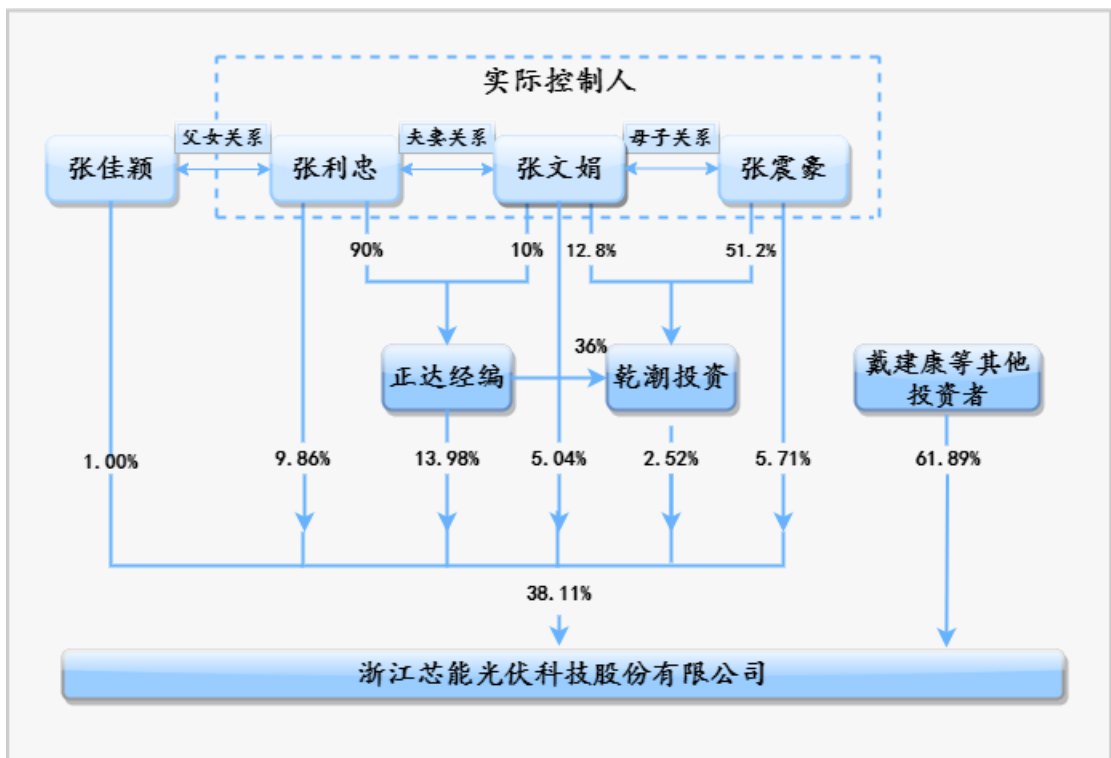 实际控制人
父女关系
夫妻关系
母子关系
张佳颖
张利忠
张文娟
张震豪
90%
10%
12.8%
51.2%
36%
正达经编
乾潮投资
戴建康等其他
投资者
1.00%
9.86%
13.98%
5.04%
2.52%
5.71%
61.89%
38.11%
浙江芯能光伏科技股份有限公司